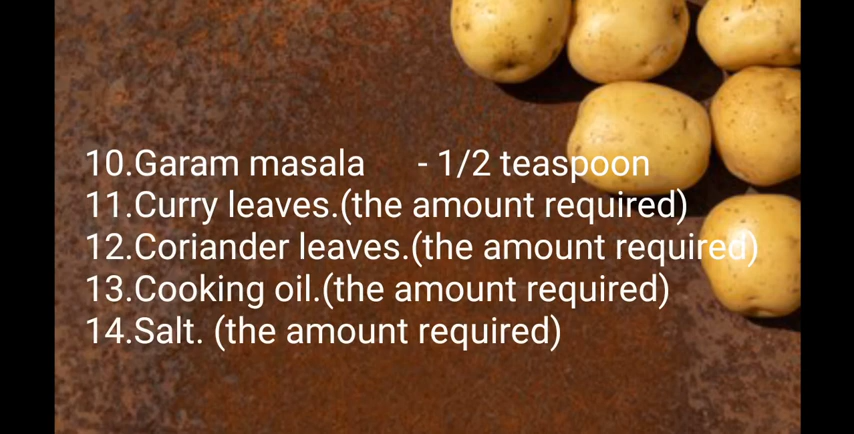 10.Garam masala - 1/2 teaspoon
11.Curry leaves.(the amount required)
12.Coriander leaves.(the amount required)
13.Cooking oil.(the amount required)
14.Salt. (the amount required)